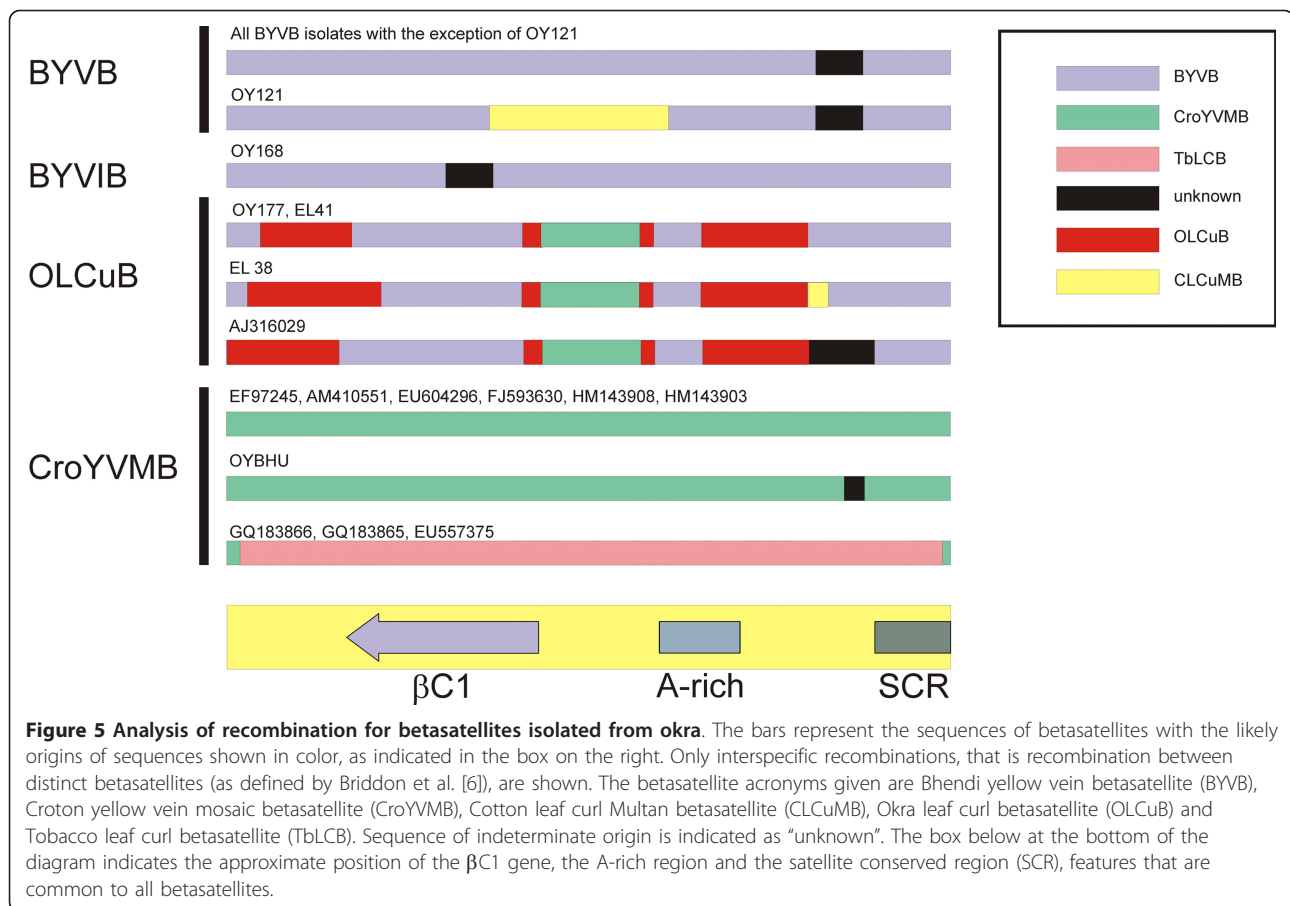 All BYVB isolates with the exception of OY121
BYVB
OY121
BYVIB
OY168
OLCuB
OY177, EL41
EL 38
AJ316029
CroYVMB
EF97245, AM410551, EU604296, FJ593630, HM143908, HM143903
OYBHU
GQ183866, GQ183865, EU557375
βC1
A-rich
SCR
BYVB
CroYVMB
TbLCB
unknown
OLCuB
CLCuMB
Figure 5 Analysis of recombination for betasatellites isolated from okra. The bars represent the sequences of betasatellites with the likely
origins of sequences shown in color, as indicated in the box on the right. Only interspecific recombinations, that is recombination between
distinct betasatellites (as defined by Briddon et al. [6]), are shown. The betasatellite acronyms given are Bhendi yellow vein betasatellite (BYVB),
Croton yellow vein mosaic betasatellite (CroYVMB), Cotton leaf curl Multan betasatellite (CLCuMB), Okra leaf curl betasatellite (OLCuB) and
Tobacco leaf curl betasatellite (TbLCB). Sequence of indeterminate origin is indicated as “unknown”. The box below at the bottom of the
diagram indicates the approximate position of the βC1 gene, the A-rich region and the satellite conserved region (SCR), features that are
common to all betasatellites.